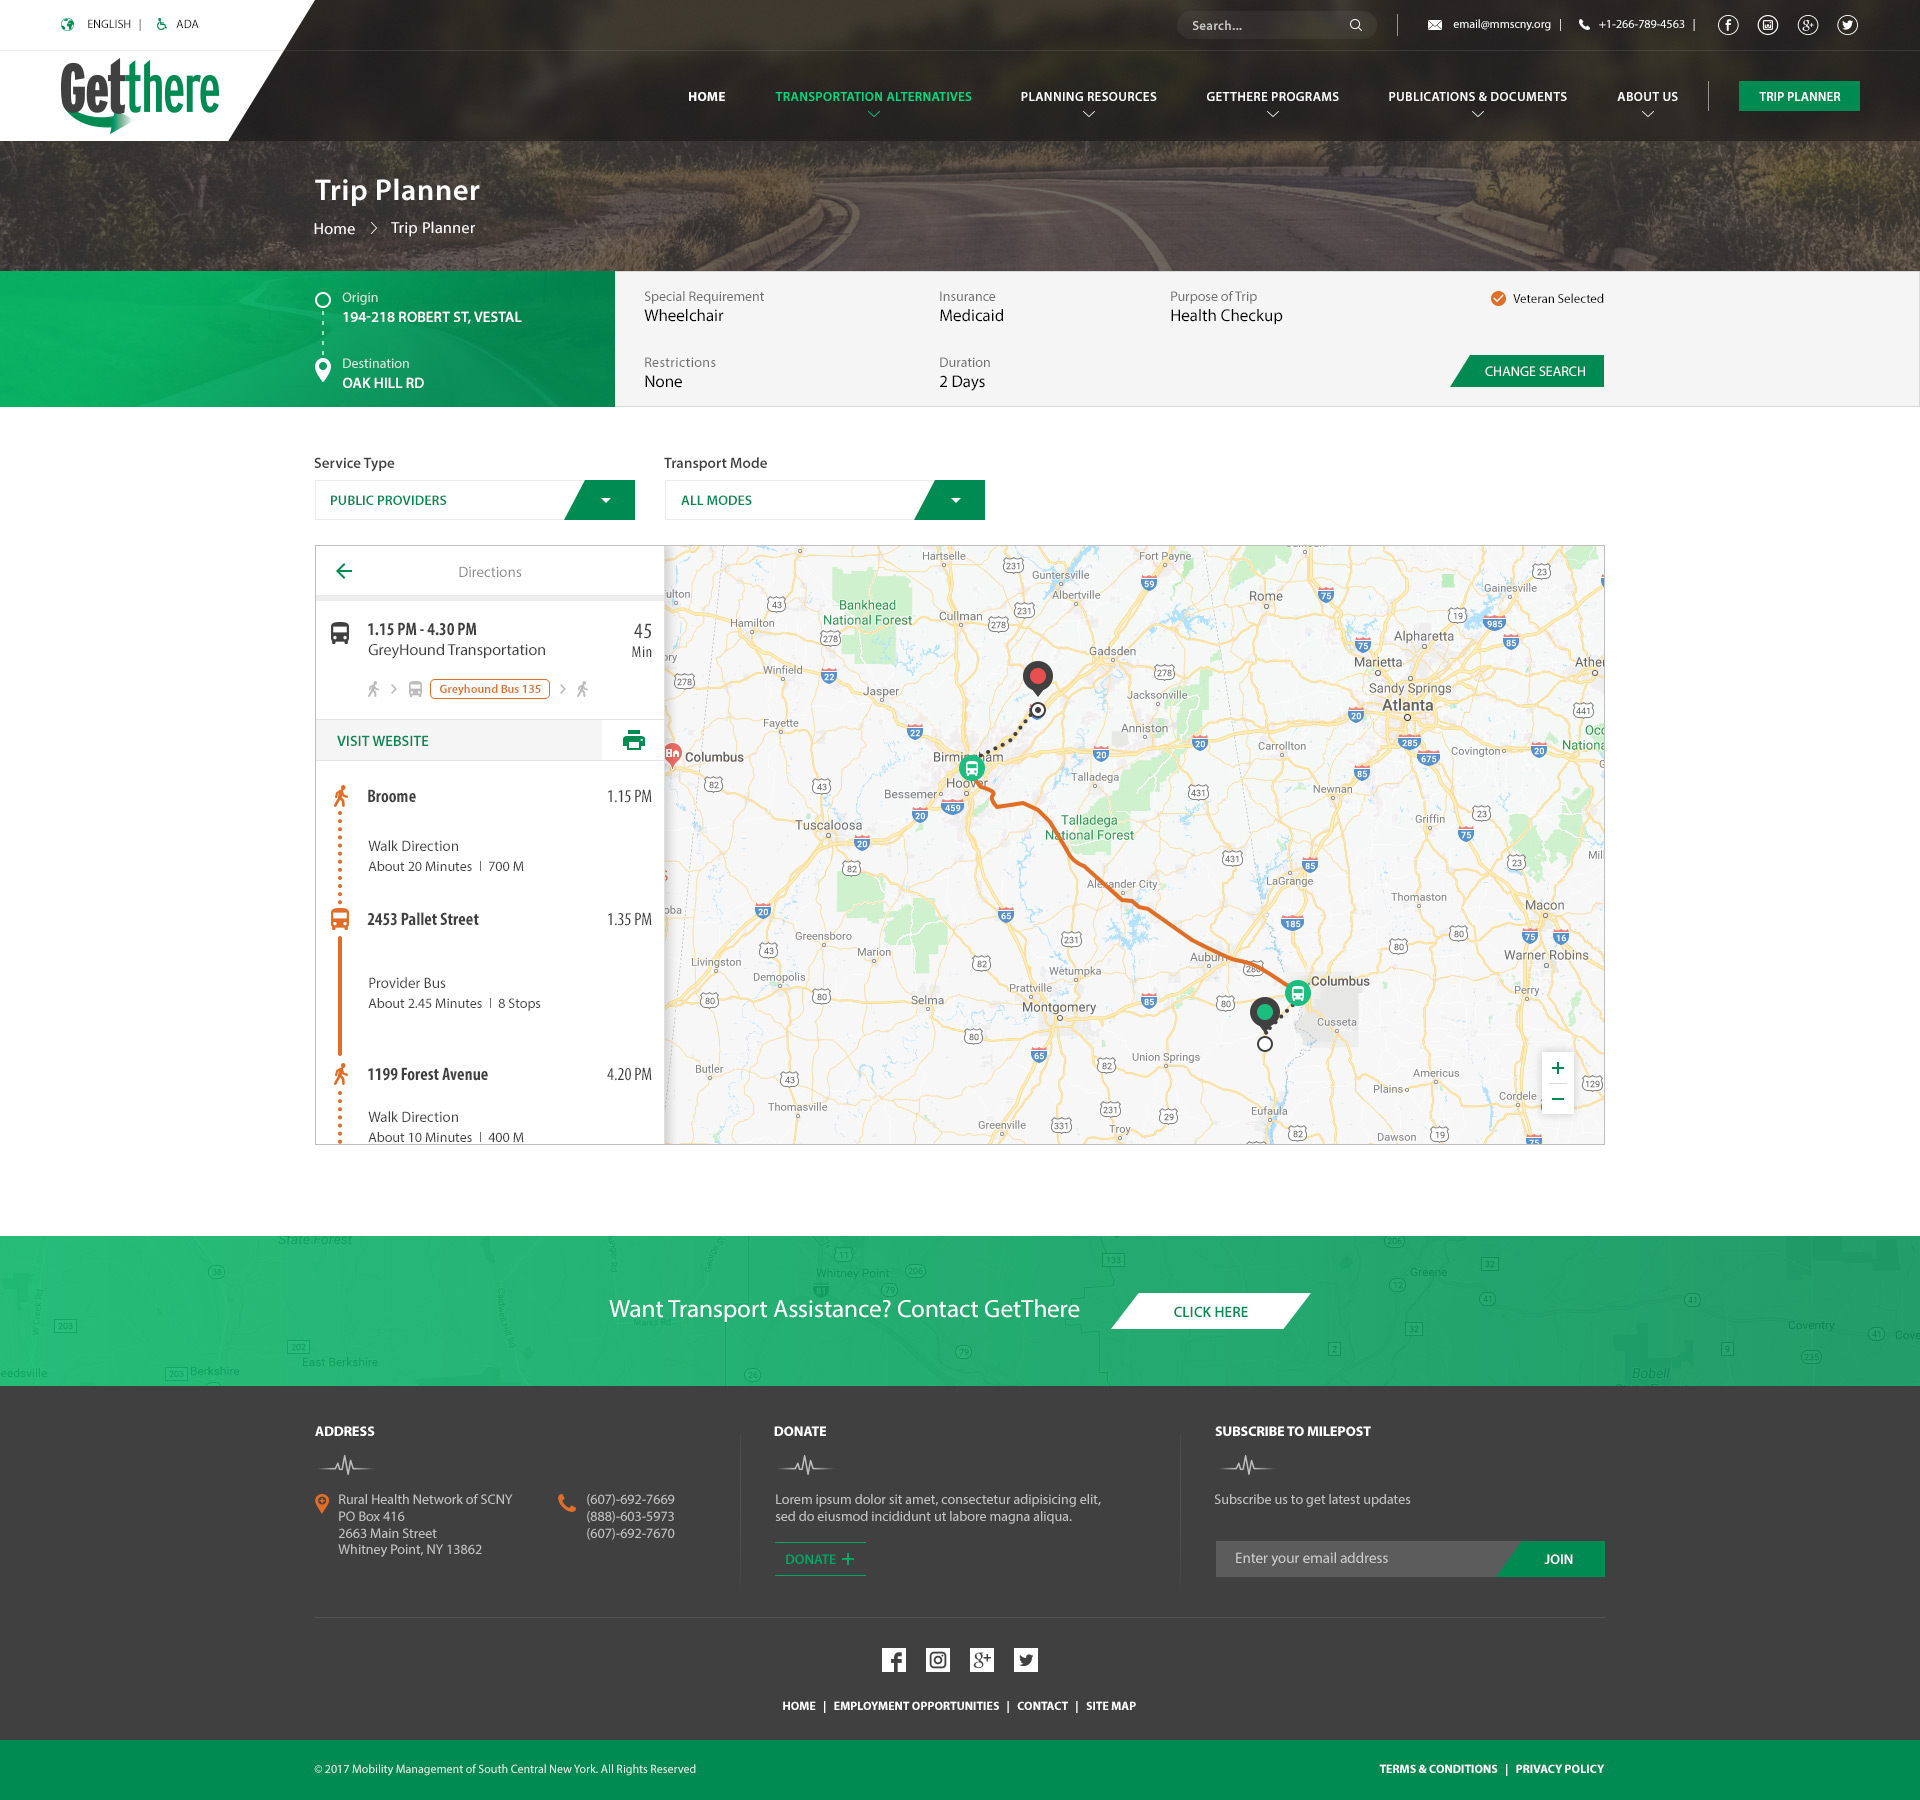 ENGLISH | ADA
Search...
email@mmscny.org |
+1-266-789-4563 |
Getthere
HOME
TRANSPORTATION ALTERNATIVES
PLANNING RESOURCES
GETTHERE PROGRAMS
PUBLICATIONS & DOCUMENTS
ABOUT US
TRIP PLANNER
Trip Planner
Home > Trip Planner
Origin
194-218 ROBERT ST, VESTAL
Destination
OAK HILL RD
Special Requirement
Wheelchair
Insurance
Medicaid
Purpose of Trip
Health Checkup
Veteran Selected
Restrictions
None
Duration
2 Days
CHANGE SEARCH
Service Type
PUBLIC PROVIDERS
Transport Mode
ALL MODES
Directions
1.15 PM - 4.30 PM
GreyHound Transportation
45
Min
Greyhound Bus 135
VISIT WEBSITE
Broome
1.15 PM
Walk Direction
About 20 Minutes | 700 M
2453 Pallet Street
1.35 PM
Provider Bus
About 2.45 Minutes | 8 Stops
1199 Forest Avenue
4.20 PM
Walk Direction
About 10 Minutes | 400 M
Hartselle
Fort Payne
Guntersville
Albertville
Rome
Gainesville
Bankhead
National Forest
Hamilton
Cullman
Alpharetta
Gadsden
Marietta
Sandy Springs
Atlanta
Winfield
Jasper
Jacksonville
Fayette
Anniston
Carrollton
Covington
Columbus
Birmingham
Hoover
Talladega
Bessemer
Newnan
Tuscaloosa
Talladega
National Forest
Griffin
Alexander City
LaGrange
Thomaston
Macon
Greensboro
Marion
Livingston
Demopolis
Wetumpka
Auburn
Warner Robins
Prattville
Selma
Montgomery
Columbus
Perry
Cusseta
Union Springs
Butler
Americus
Plains
Cordele
Thomasville
Greenville
Troy
Eufaula
Dawson
+
−
State Forest
Whitney Point
Greene
East Berkshire
Berkshire
Coventry
Want Transport Assistance? Contact GetThere
CLICK HERE
ADDRESS
Rural Health Network of SCNY
PO Box 416
2663 Main Street
Whitney Point, NY 13862
(607)-692-7669
(888)-603-5973
(607)-692-7670
DONATE
Lorem ipsum dolor sit amet, consectetur adipisicing elit,
sed do eiusmod incididunt ut labore magna aliqua.
DONATE +
SUBSCRIBE TO MILEPOST
Subscribe us to get latest updates
Enter your email address
JOIN
HOME | EMPLOYMENT OPPORTUNITIES | CONTACT | SITE MAP
© 2017 Mobility Management of South Central New York. All Rights Reserved
TERMS & CONDITIONS | PRIVACY POLICY